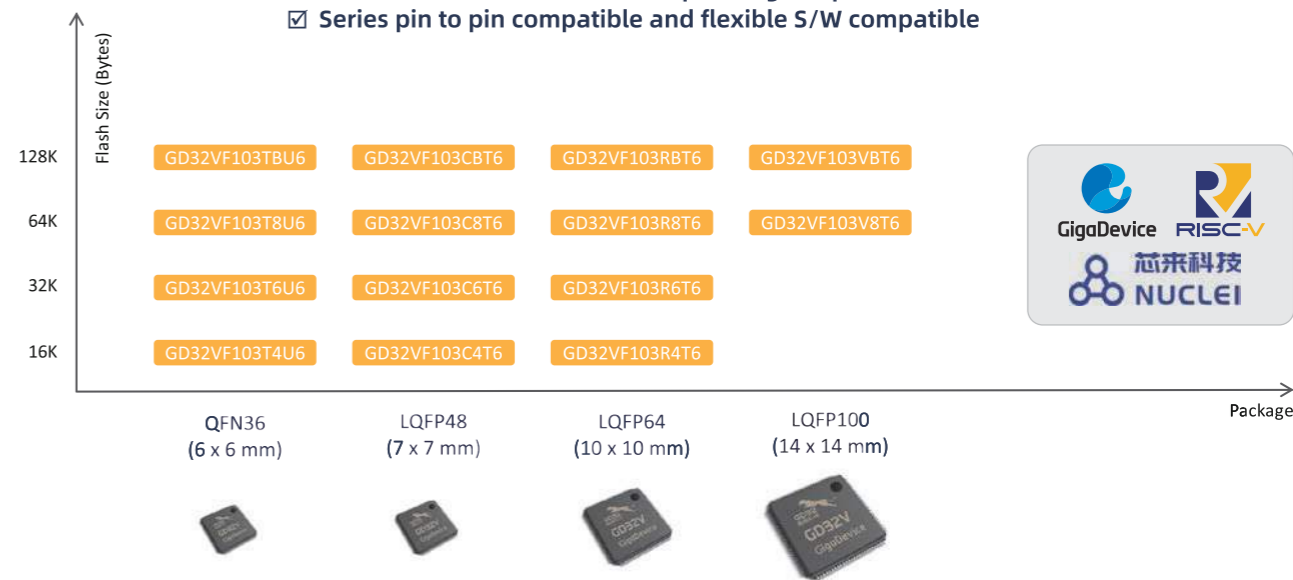 ☑ Series pin to pin compatible and flexible S/W compatible
Flash Size (Bytes)
128K
GD32VF103TBU6
GD32VF103CBT6
GD32VF103RBT6
GD32VF103VBT6
64K
GD32VF103T8U6
GD32VF103C8T6
GD32VF103R8T6
GD32VF103V8T6
32K
GD32VF103T6U6
GD32VF103C6T6
GD32VF103R6T6
16K
GD32VF103T4U6
GD32VF103C4T6
GD32VF103R4T6
GigaDevice
RISC-V
芯来科技
NUCLEI
Package
QFN36
(6 x 6 mm)
LQFP48
(7 x 7 mm)
LQFP64
(10 x 10 mm)
LQFP100
(14 x 14 mm)
GD32V
GD32V
GD32V
GigaDevice
GD32V
GigaDevice